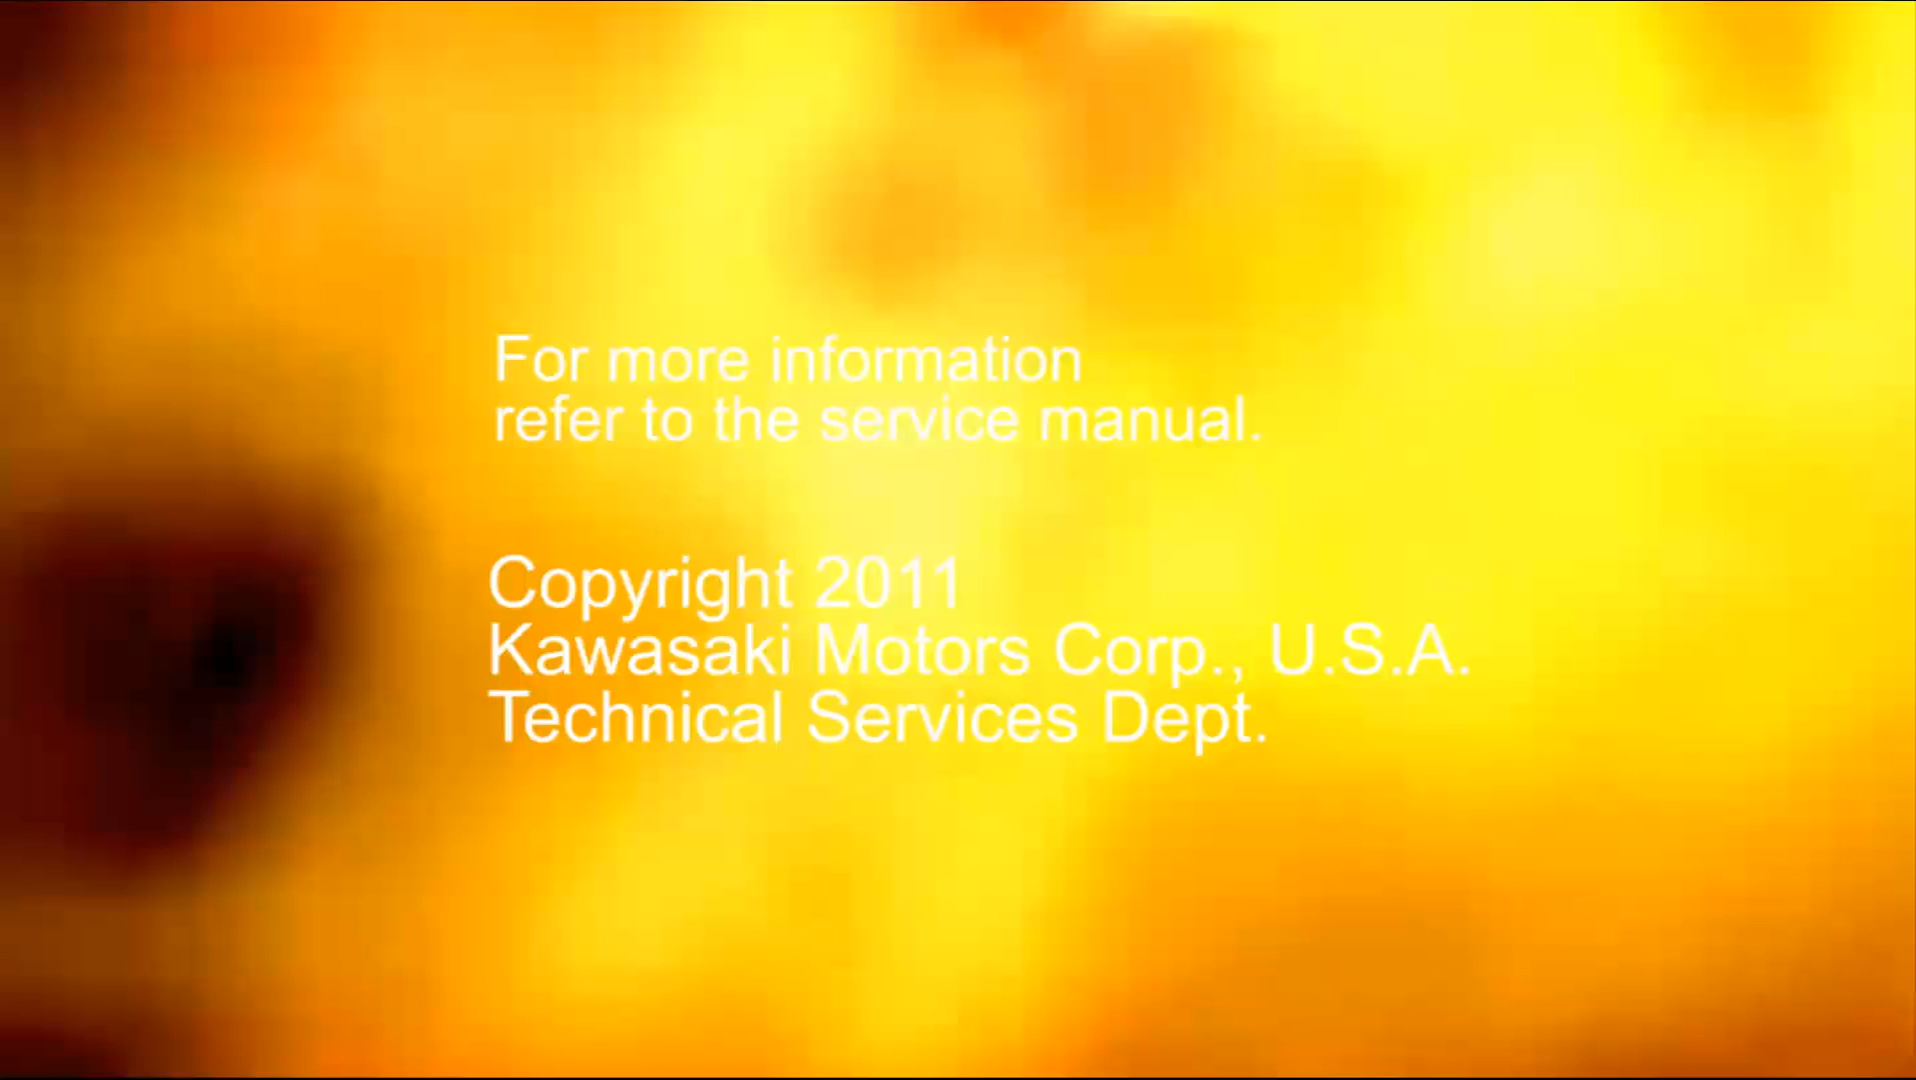 For more information
refer to the service manual.
Copyright 2011
Kawasaki Motors Corp., U.S.A.
Technical Services Dept.